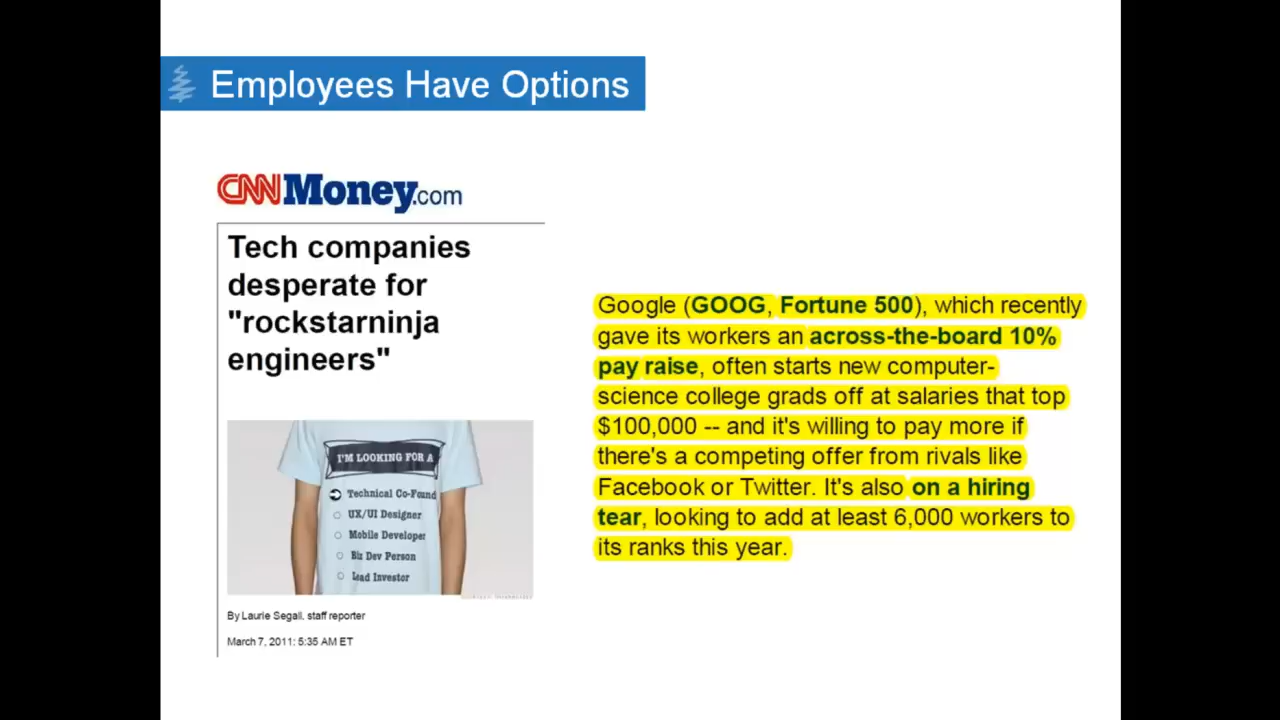 Employees Have Options
CNNMoney.com
Tech companies
desperate for
"rockstarninja
engineers"
I'M LOOKING FOR A
Technical Co-Found
UX/UI Designer
Mobile Developer
Biz Dev Person
Lead Investor
By Laurie Segall, staff reporter
March 7, 2011: 5:35 AM ET
Google (GOOG, Fortune 500), which recently
gave its workers an across-the-board 10%
pay raise, often starts new computer-
science college grads off at salaries that top
$100,000 -- and it's willing to pay more if
there's a competing offer from rivals like
Facebook or Twitter. It's also on a hiring
tear, looking to add at least 6,000 workers to
its ranks this year.